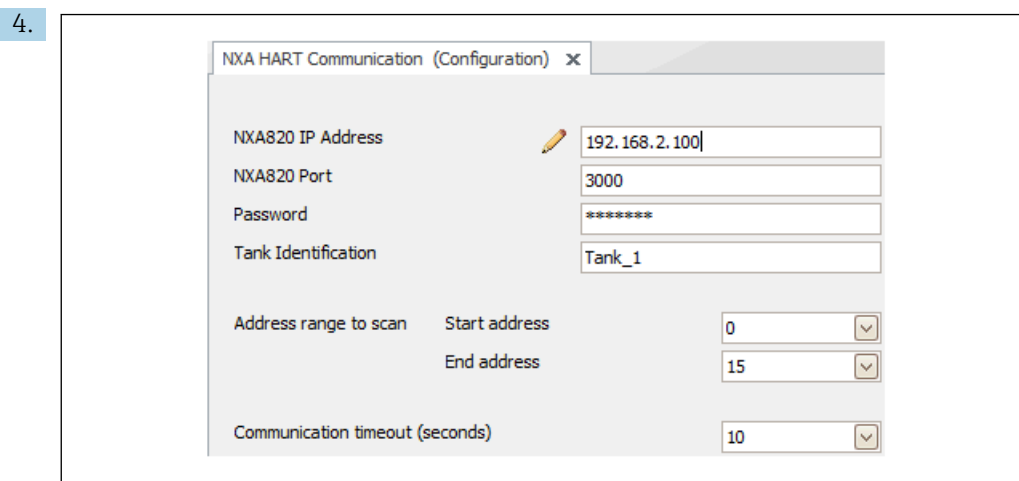 4.
NXA HART Communication (Configuration) X
NXA820 IP Address 192.168.2.100
NXA820 Port 3000
Password *******
Tank Identification Tank_1
Address range to scan Start address 0
End address 15
Communication timeout (seconds) 10